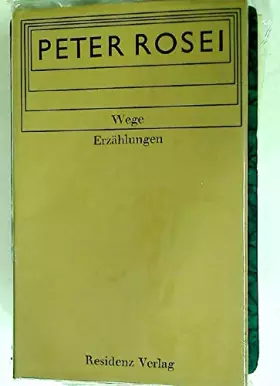 PETER ROSEI
Wege
Erzählungen
Residenz Verlag